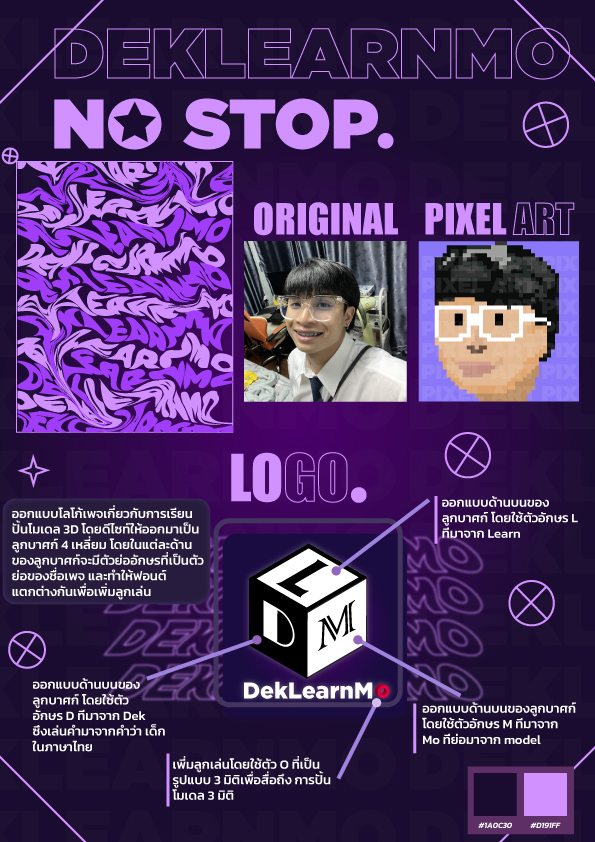 DEKLEARNMO
NO STOP.
ORIGINAL
PIXEL ART
LOGO.
ออกแบบโลโก้เพจเกี่ยวกับการเรียน
ปั้นโมเดล 3D โดยดีไซท์ให้ออกมาเป็น
ลูกบาศก์ 4 เหลี่ยม โดยในแต่ละด้าน
ของลูกบาศก์จะมีตัวย่ออักษรที่เป็นตัว
ย่อของชื่อเพจ และทำให้ฟอนต์
แตกต่างกันเพื่อเพิ่มลูกเล่น
ออกแบบด้านบนของ
ลูกบาศก์ โดยใช้ตัวอักษร L
ที่มาจาก Learn
L
D
M
DekLearnMo
ออกแบบด้านบนของ
ลูกบาศก์ โดยใช้ตัว
อักษร D ที่มาจาก Dek
ซึ่งเล่นคำมาจากคำว่า เด็ก
ในภาษาไทย
ออกแบบด้านบนของลูกบาศก์
โดยใช้ตัวอักษร M ที่มาจาก
Mo ที่ย่อมาจาก model
เพิ่มลูกเล่นโดยใช้ตัว O ที่เป็น
รูปแบบ 3 มิติเพื่อสื่อถึง การปั้น
โมเดล 3 มิติ
#1A0C30
#D191FF